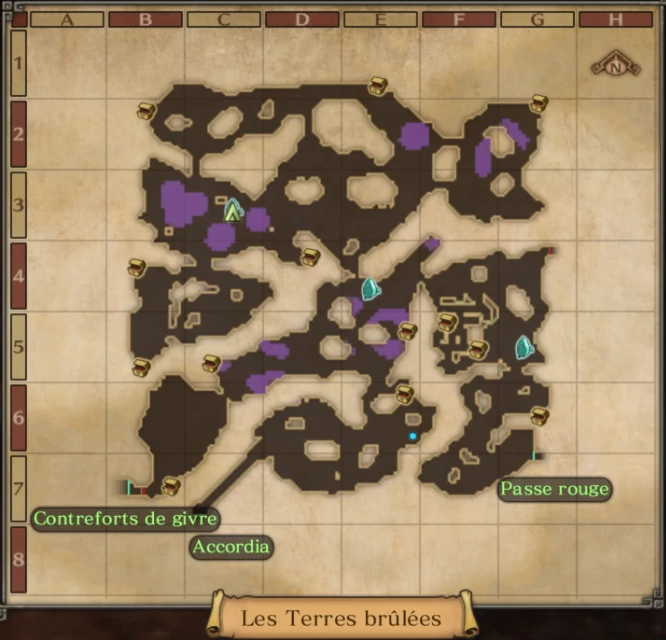 A B C D E F G H
1
N
2
3
4
5
6
7
Passe rouge
Contreforts de givre
Accordia
8
Les Terres brûlées